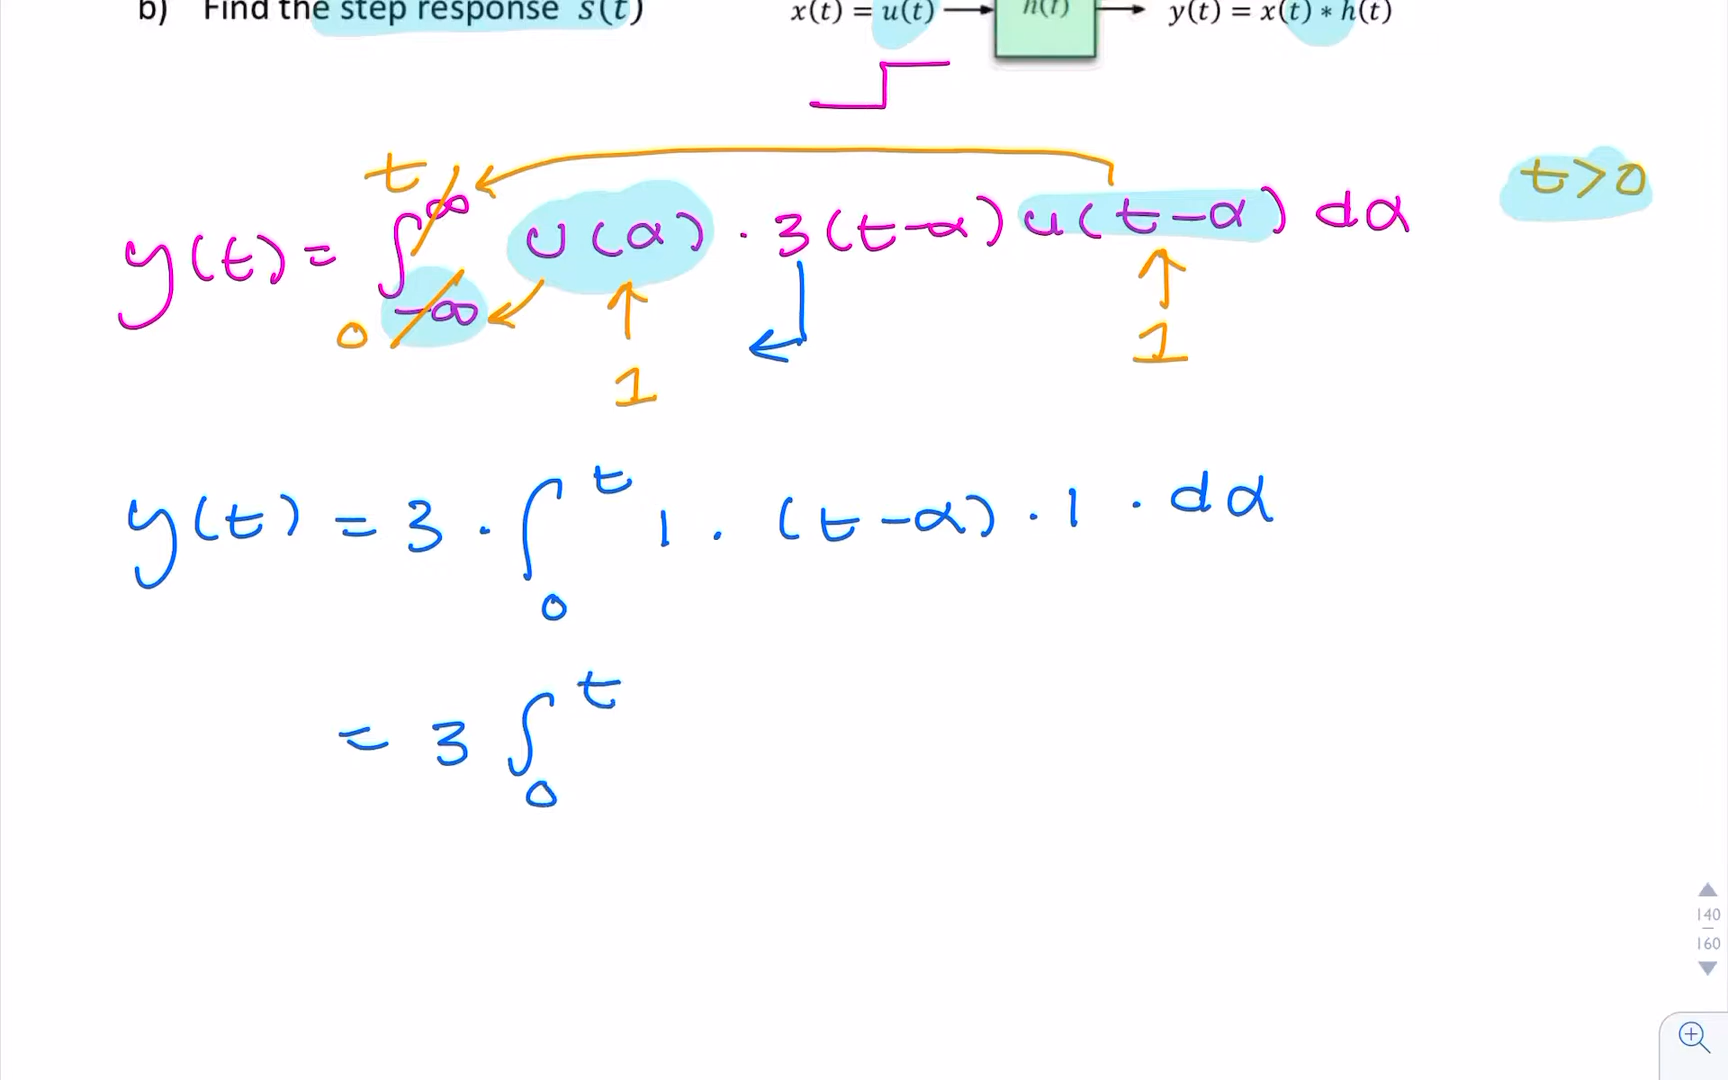 b) Find the step response s(t) x(t) = u(t) h(t) y(t) = x(t) * h(t)
t t>0
y(t) = ∫ ∞ -∞ u(α) · 3(t-α) u(t-α) dα
0 1 1
y(t) = 3 · ∫ t 0 1 · (t-α) · 1 · dα
= 3 ∫ t 0
140
160